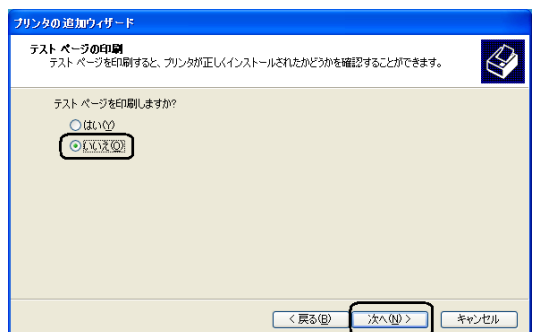 プリンタの追加ウィザード
テスト ページの印刷
テスト ページを印刷すると、プリンタが正しくインストールされたかどうかを確認することができます。
テスト ページを印刷しますか?
はい(Y)
いいえ(O)
< 戻る(B) 次へ(N) > キャンセル